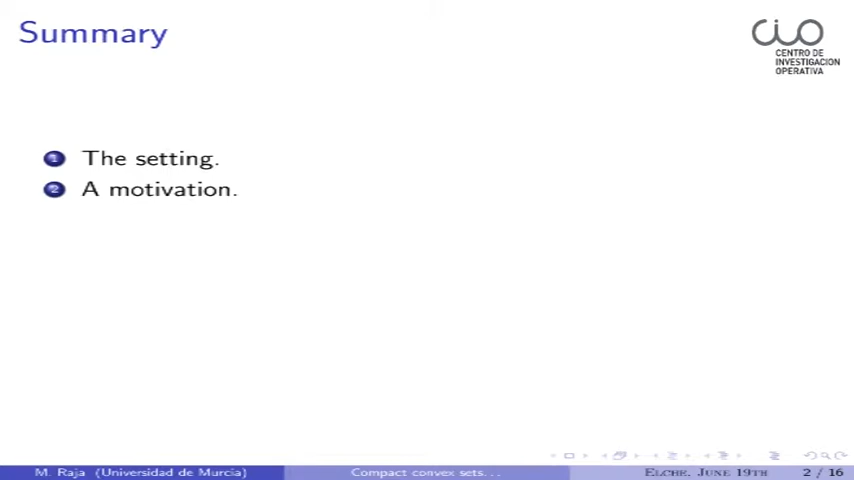 Summary
CIO
CENTRO DE
INVESTIGACION
OPERATIVA
1 The setting.
2 A motivation.
M. Raja (Universidad de Murcia)
Compact convex sets...
Elche. June 19th
2 / 16